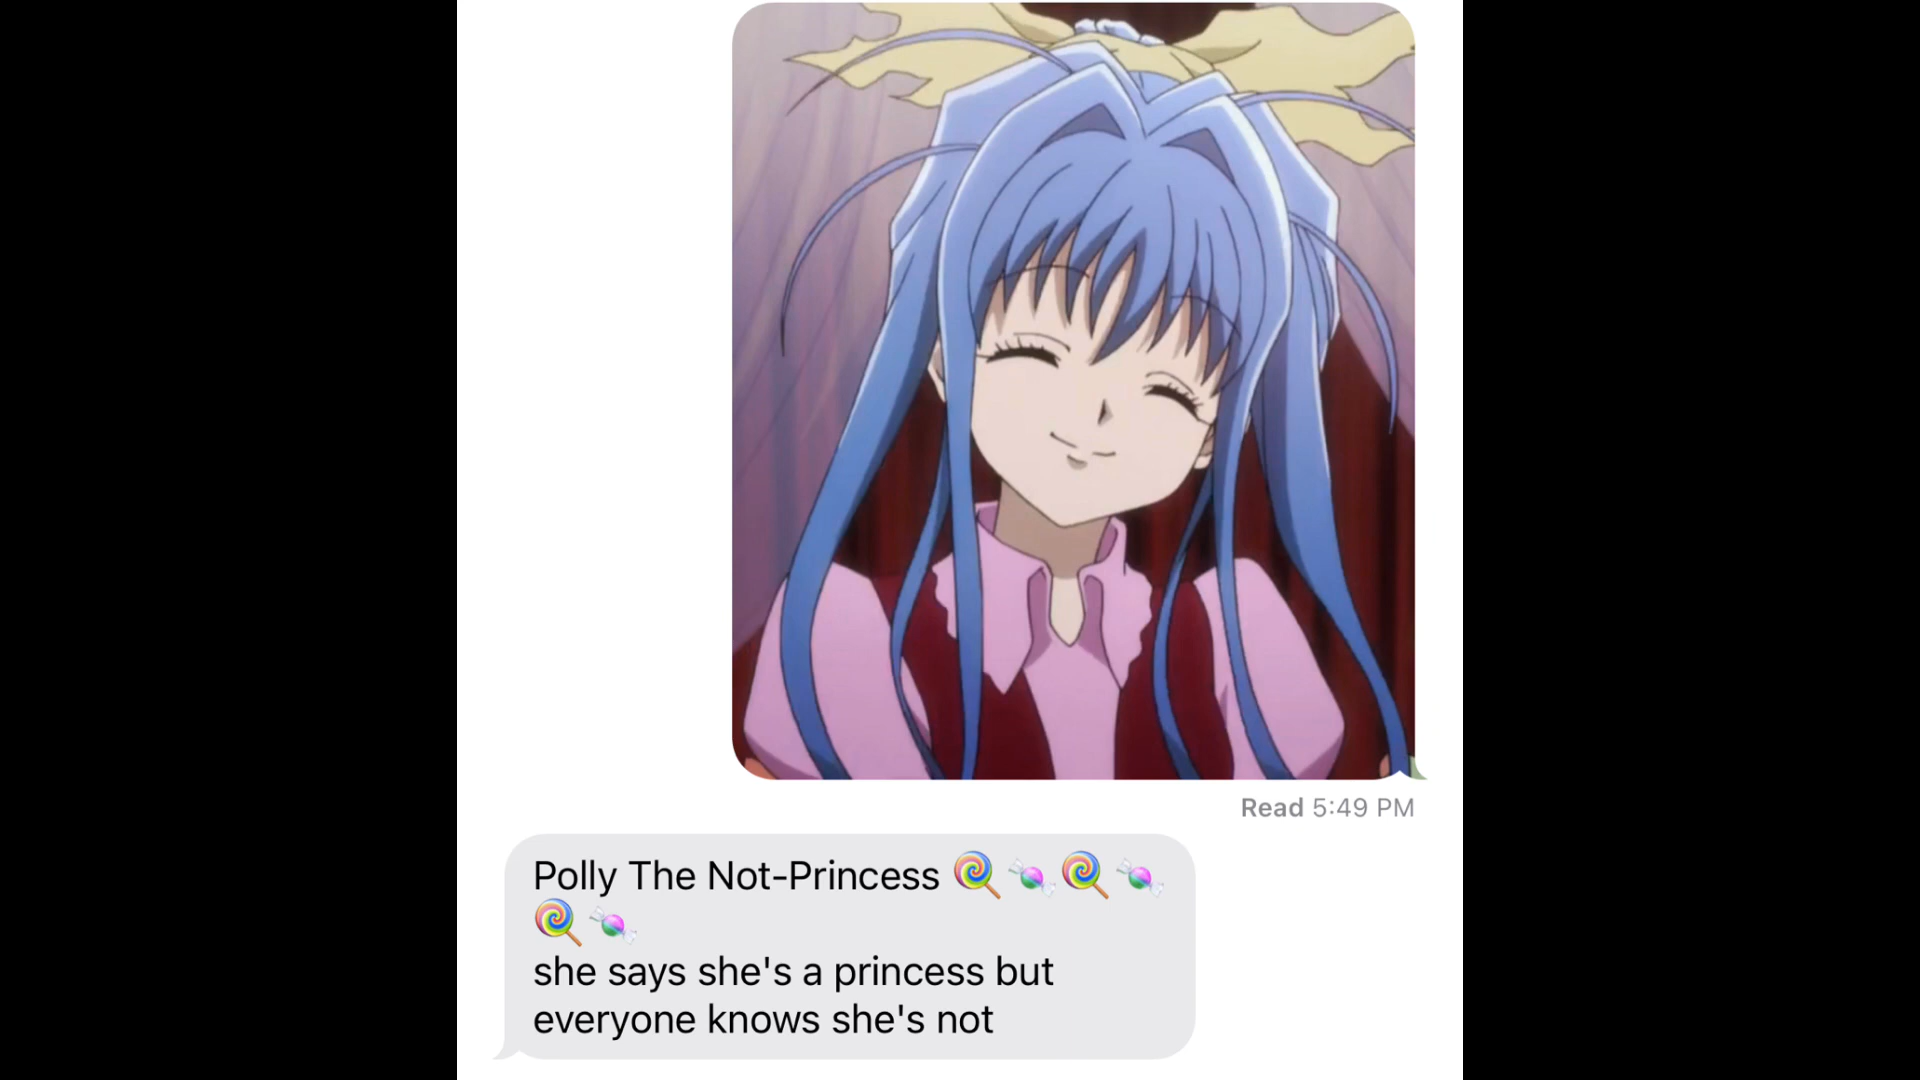 Read 5:49 PM
Polly The Not-Princess 🍭🍬🍭🍬
🍭🍬
she says she's a princess but
everyone knows she's not